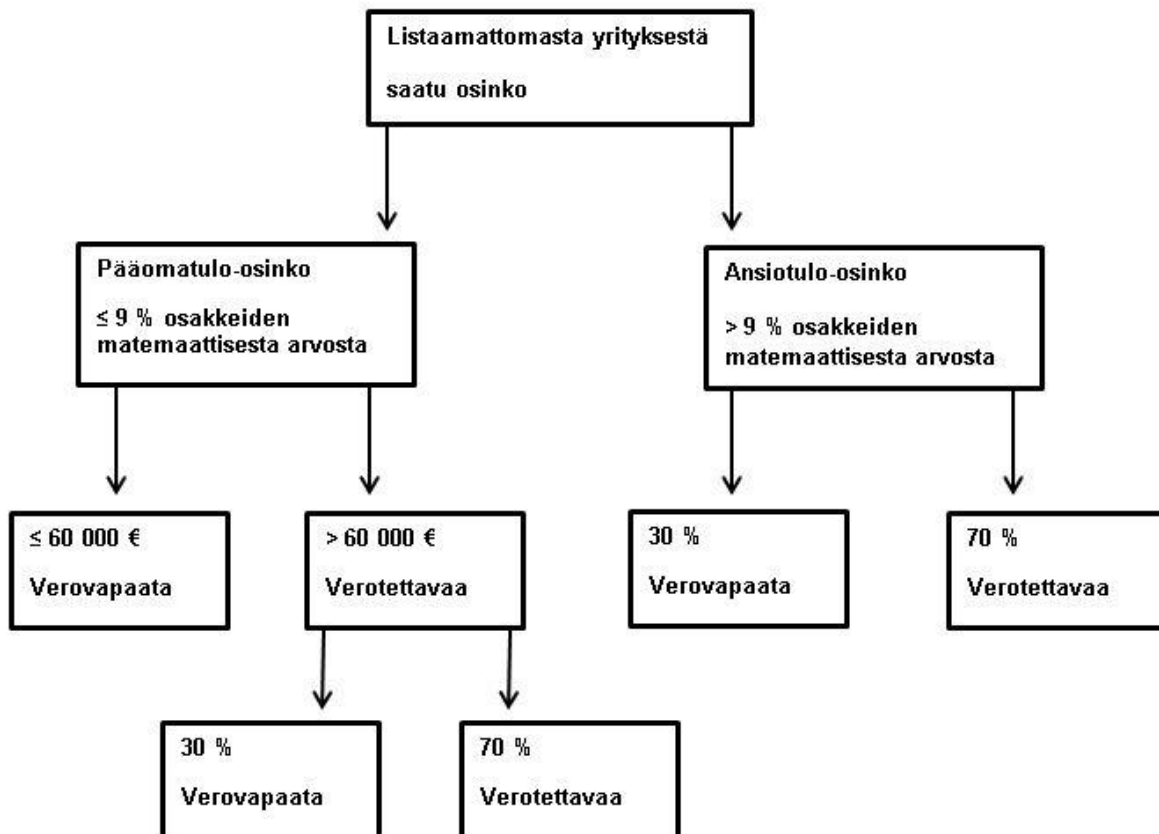 Listaamattomasta yrityksestä
saatu osinko
Pääomatulo-osinko
≤ 9 % osakkeiden
matemaattisesta arvosta
Ansiotulo-osinko
> 9 % osakkeiden
matemaattisesta arvosta
≤ 60 000 €
Verovapaata
> 60 000 €
Verotettavaa
30 %
Verovapaata
70 %
Verotettavaa
30 %
Verovapaata
70 %
Verotettavaa